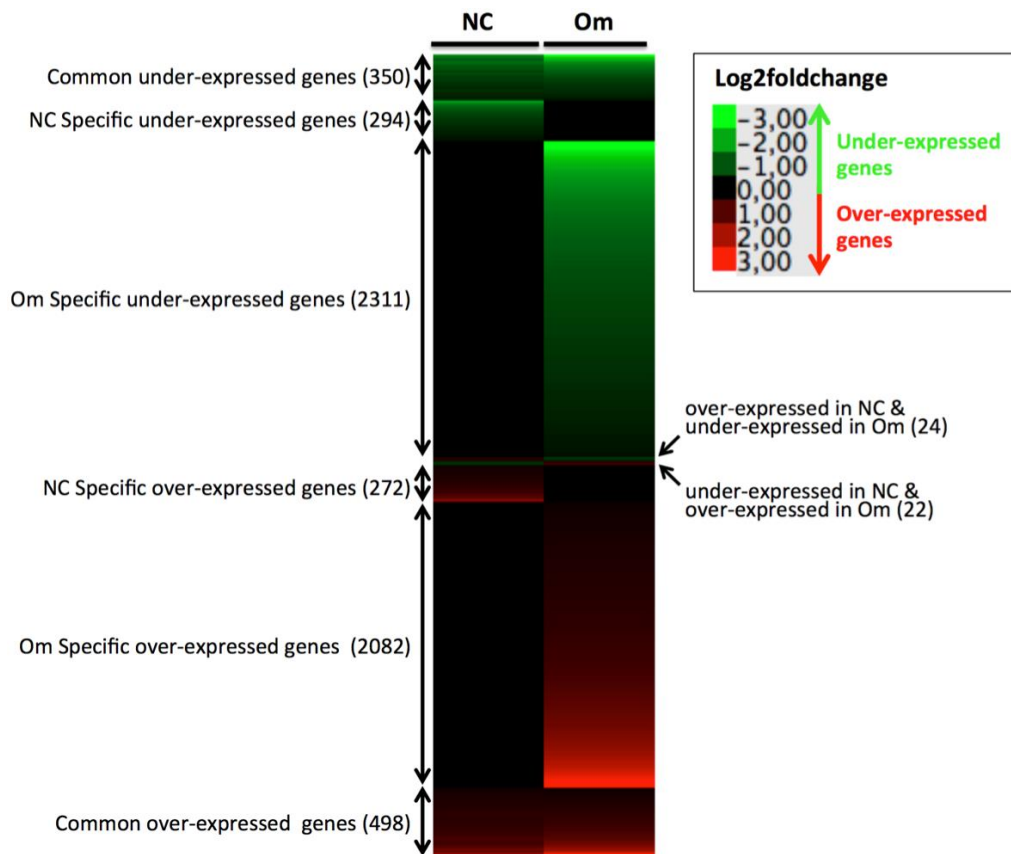 NC
Om
Common under-expressed genes (350)
NC Specific under-expressed genes (294)
Om Specific under-expressed genes (2311)
NC Specific over-expressed genes (272)
Om Specific over-expressed genes (2082)
Common over-expressed genes (498)
over-expressed in NC &
under-expressed in Om (24)
under-expressed in NC &
over-expressed in Om (22)
Log2foldchange
-3,00
-2,00
-1,00
0,00
1,00
2,00
3,00
Under-expressed
genes
Over-expressed
genes